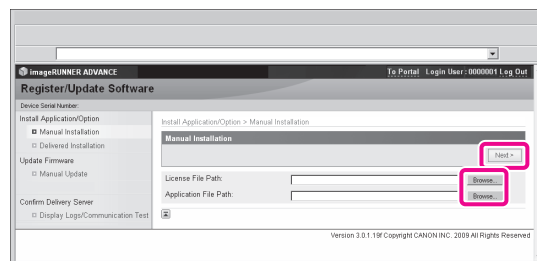 imageRUNNER ADVANCE
To Portal Login User : 0000001 Log Out
Register/Update Software
Device Serial Number:
Install Application/Option
Manual Installation
Delivered Installation
Update Firmware
Manual Update
Confirm Delivery Server
Display Logs/Communication Test
Install Application/Option > Manual Installation
Manual Installation
Next >
License File Path:
Browse...
Application File Path:
Browse...
Version 3.0.1.19f Copyright CANON INC. 2009 All Rights Reserved